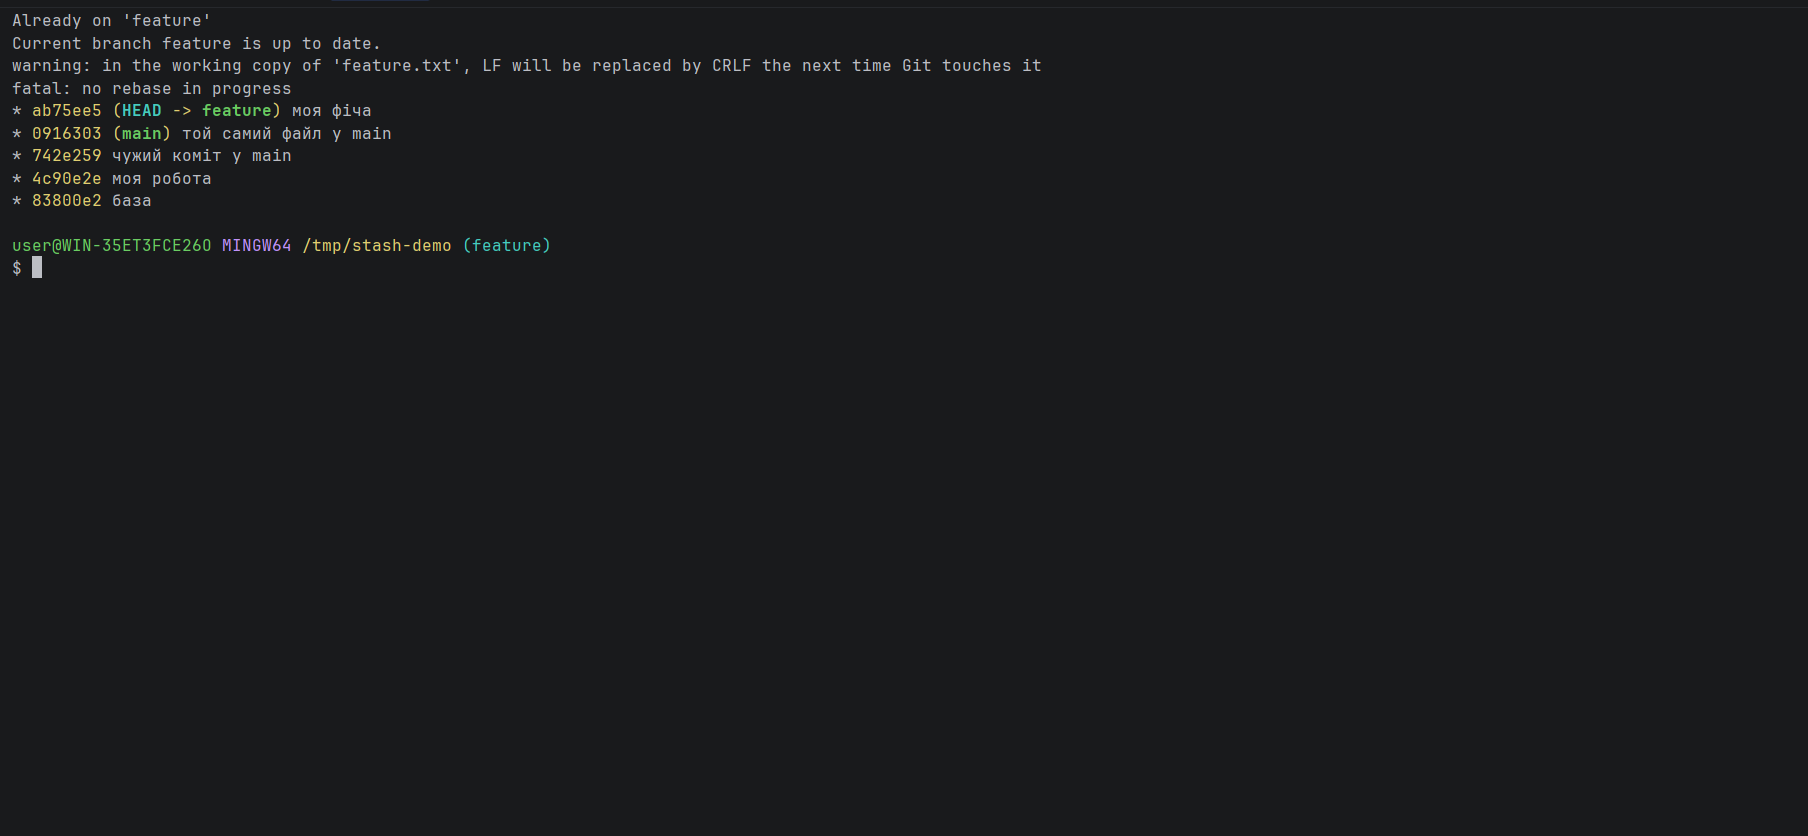 Already on 'feature'
Current branch feature is up to date.
warning: in the working copy of 'feature.txt', LF will be replaced by CRLF the next time Git touches it
fatal: no rebase in progress
* ab75ee5 (HEAD -> feature) моя фіча
* 0916303 (main) той самий файл у main
* 742e259 чужий коміт у main
* 4c90e2e моя робота
* 83800e2 база
user@WIN-35ET3FCE26O MINGW64 /tmp/stash-demo (feature)
$